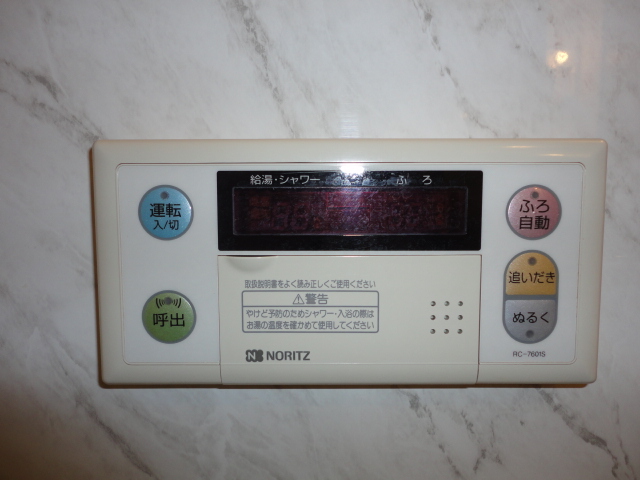 給湯・シャワー ふろ
運転
入/切
ふろ
自動
追いだき
呼出
ぬるく
取扱説明書をよく読み正しくご使用ください
⚠警告
やけど予防のためシャワー・入浴の際は
お湯の温度を確かめて使用してください
NORITZ
RC-7601S